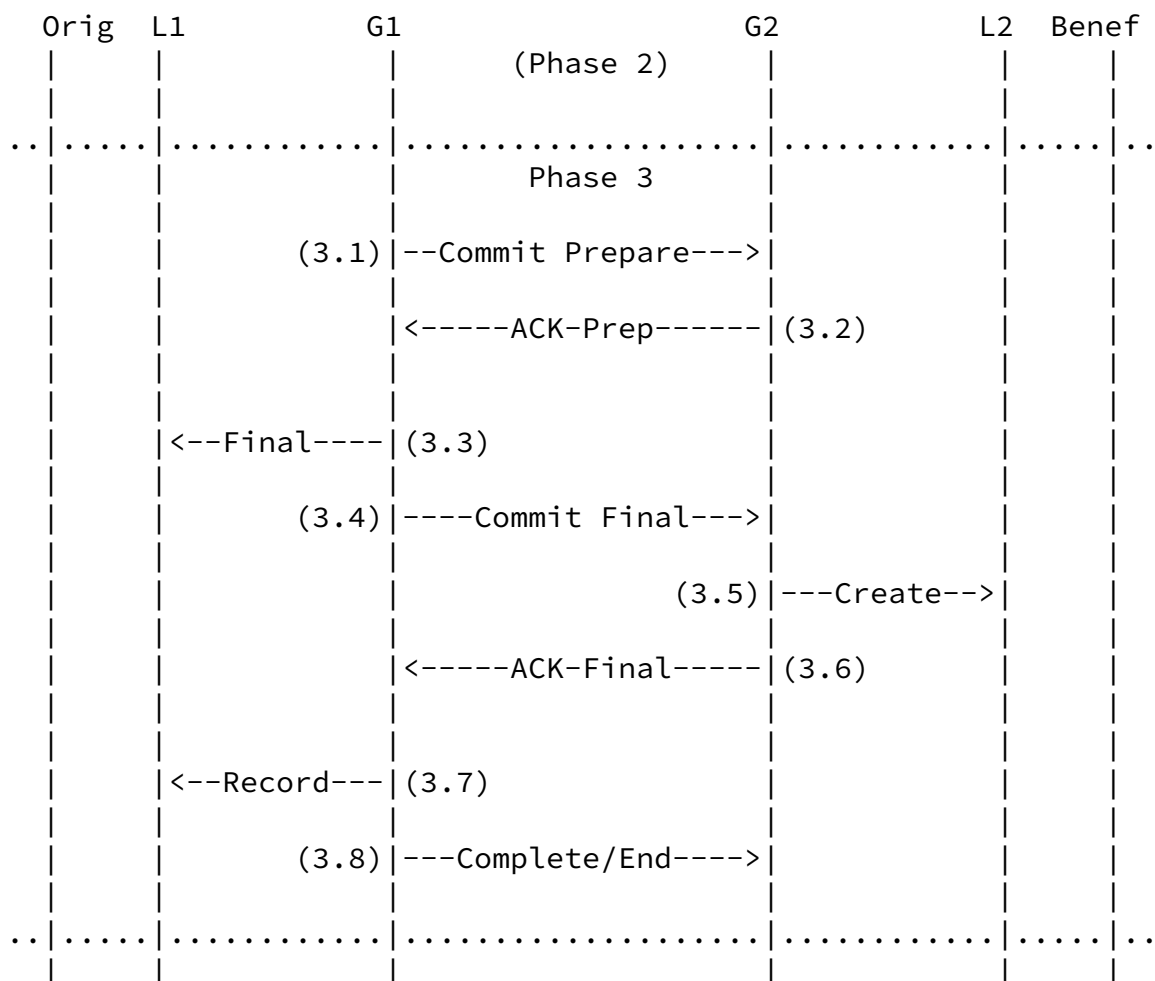 Orig L1 G1 G2 L2 Benef
(Phase 2)
Phase 3
(3.1) |--Commit Prepare--->|
|<-----ACK-Prep------|(3.2)
|<--Final----|(3.3)
(3.4)|----Commit Final--->|
(3.5)|---Create-->|
|<-----ACK-Final-----|(3.6)
|<--Record---|(3.7)
(3.8)|---Complete/End---->|